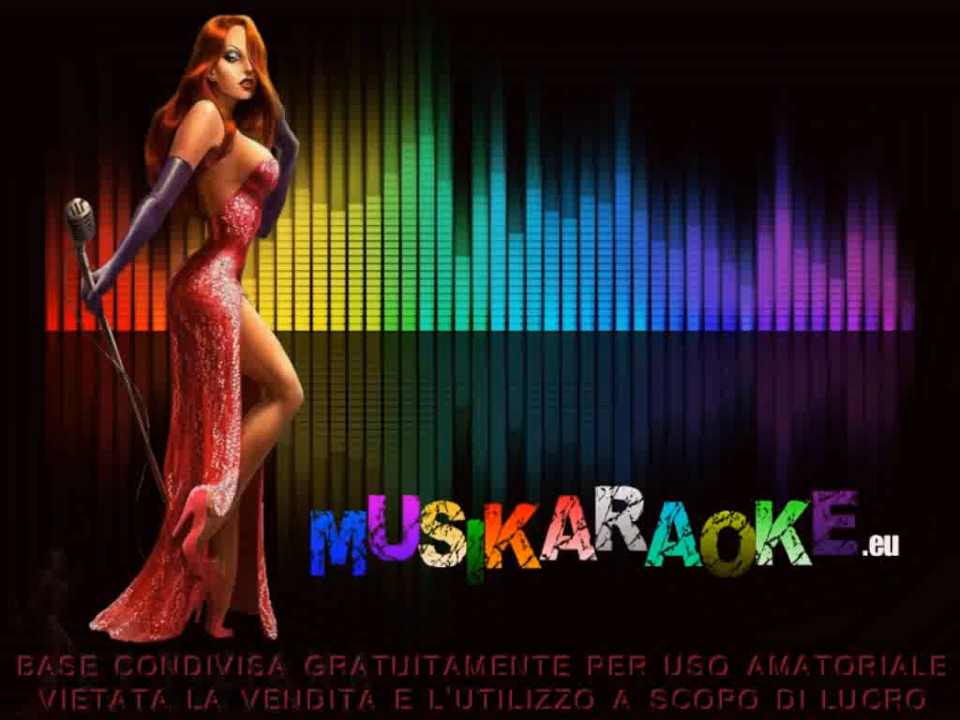 MUSIKARAOKE.eu
BASE CONDIVISA GRATUITAMENTE PER USO AMATORIALE
VIETATA LA VENDITA E L'UTILIZZO A SCOPO DI LUCRO